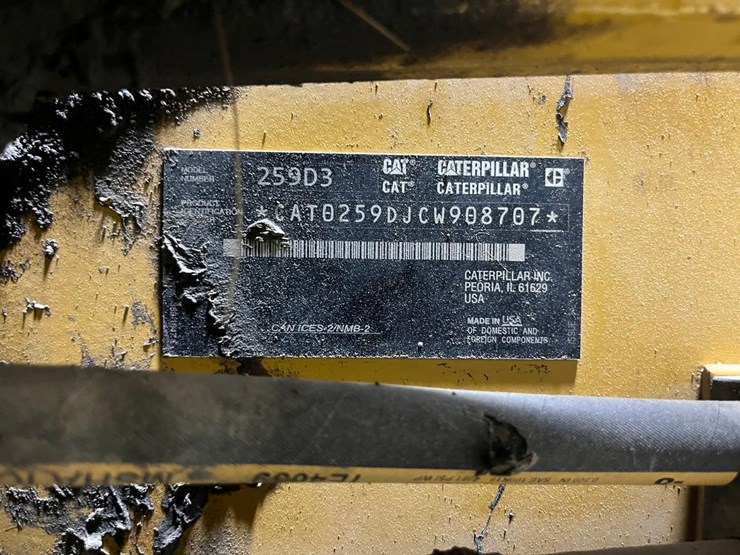 MODEL
NUMBER
259D3
CAT® CATERPILLAR®
CAT® CATERPILLAR®
PRODUCT
IDENTIFICATION
*CAT0259DJCW908707*
CATERPILLAR INC.
PEORIA, IL 61629
USA
CAN ICES-2/NMB-2
MADE IN USA
OF DOMESTIC AND
FOREIGN COMPONENTS